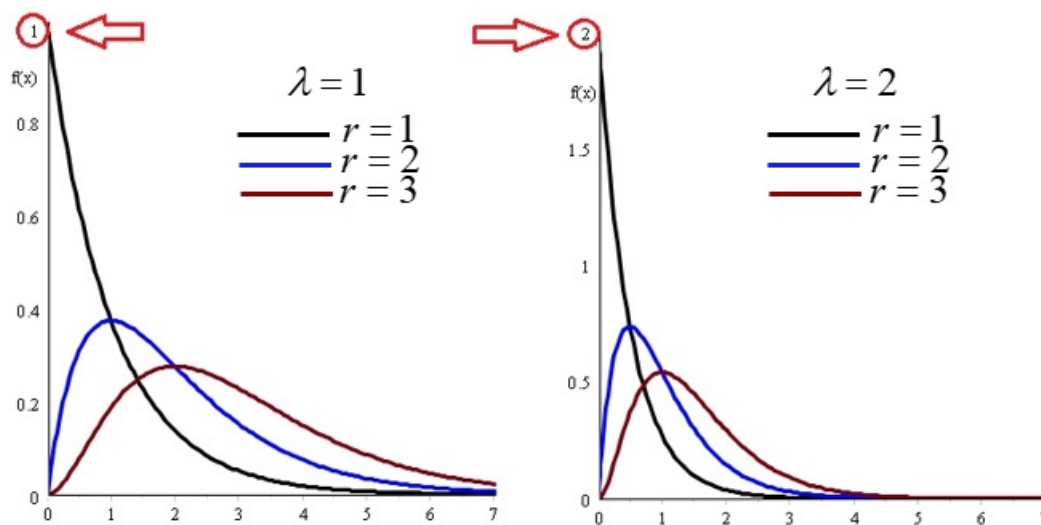 1
f(x)
0.8
0.6
0.4
0.2
0
0 1 2 3 4 5 6 7
λ = 1
r = 1
r = 2
r = 3
2
f(x)
1.5
1
0.5
0
0 1 2 3 4 5 6 7
λ = 2
r = 1
r = 2
r = 3